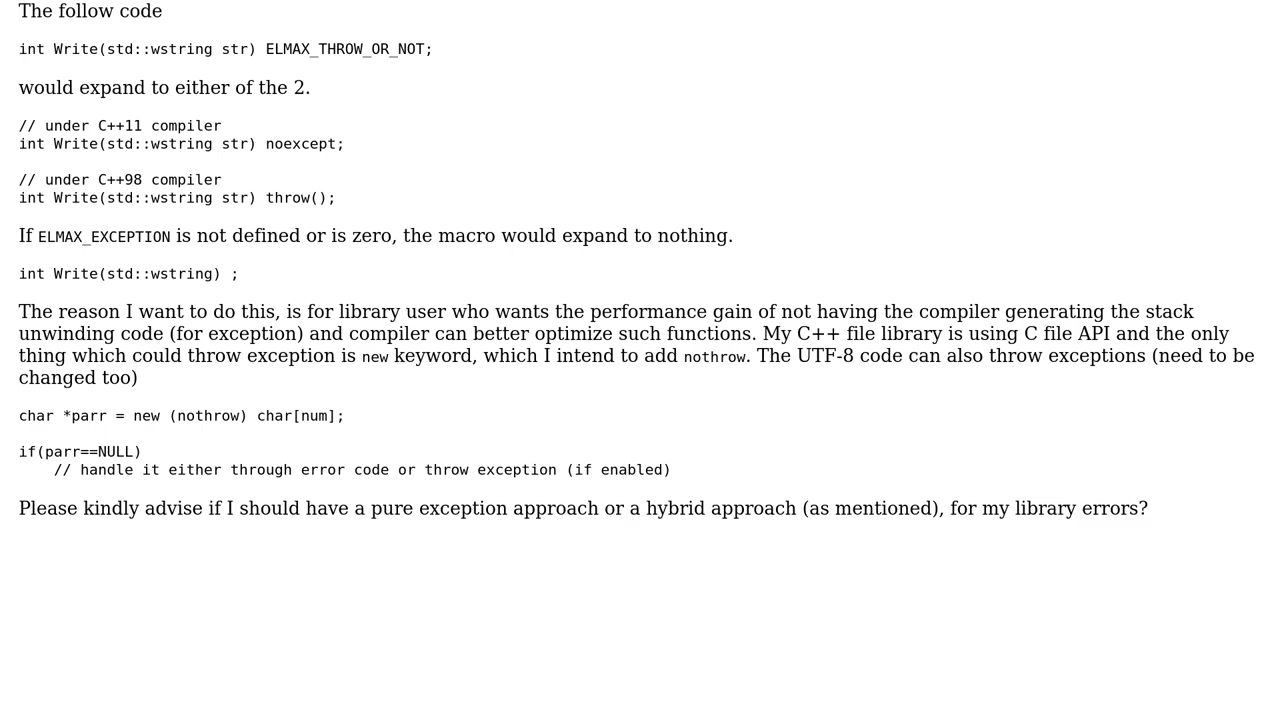 The follow code
int Write(std::wstring str) ELMAX_THROW_OR_NOT;
would expand to either of the 2.
// under C++11 compiler
int Write(std::wstring str) noexcept;
// under C++98 compiler
int Write(std::wstring str) throw();
If ELMAX_EXCEPTION is not defined or is zero, the macro would expand to nothing.
int Write(std::wstring) ;
The reason I want to do this, is for library user who wants the performance gain of not having the compiler generating the stack
unwinding code (for exception) and compiler can better optimize such functions. My C++ file library is using C file API and the only
thing which could throw exception is new keyword, which I intend to add nothrow. The UTF-8 code can also throw exceptions (need to be
changed too)
char *parr = new (nothrow) char[num];
if(parr==NULL)
    // handle it either through error code or throw exception (if enabled)
Please kindly advise if I should have a pure exception approach or a hybrid approach (as mentioned), for my library errors?